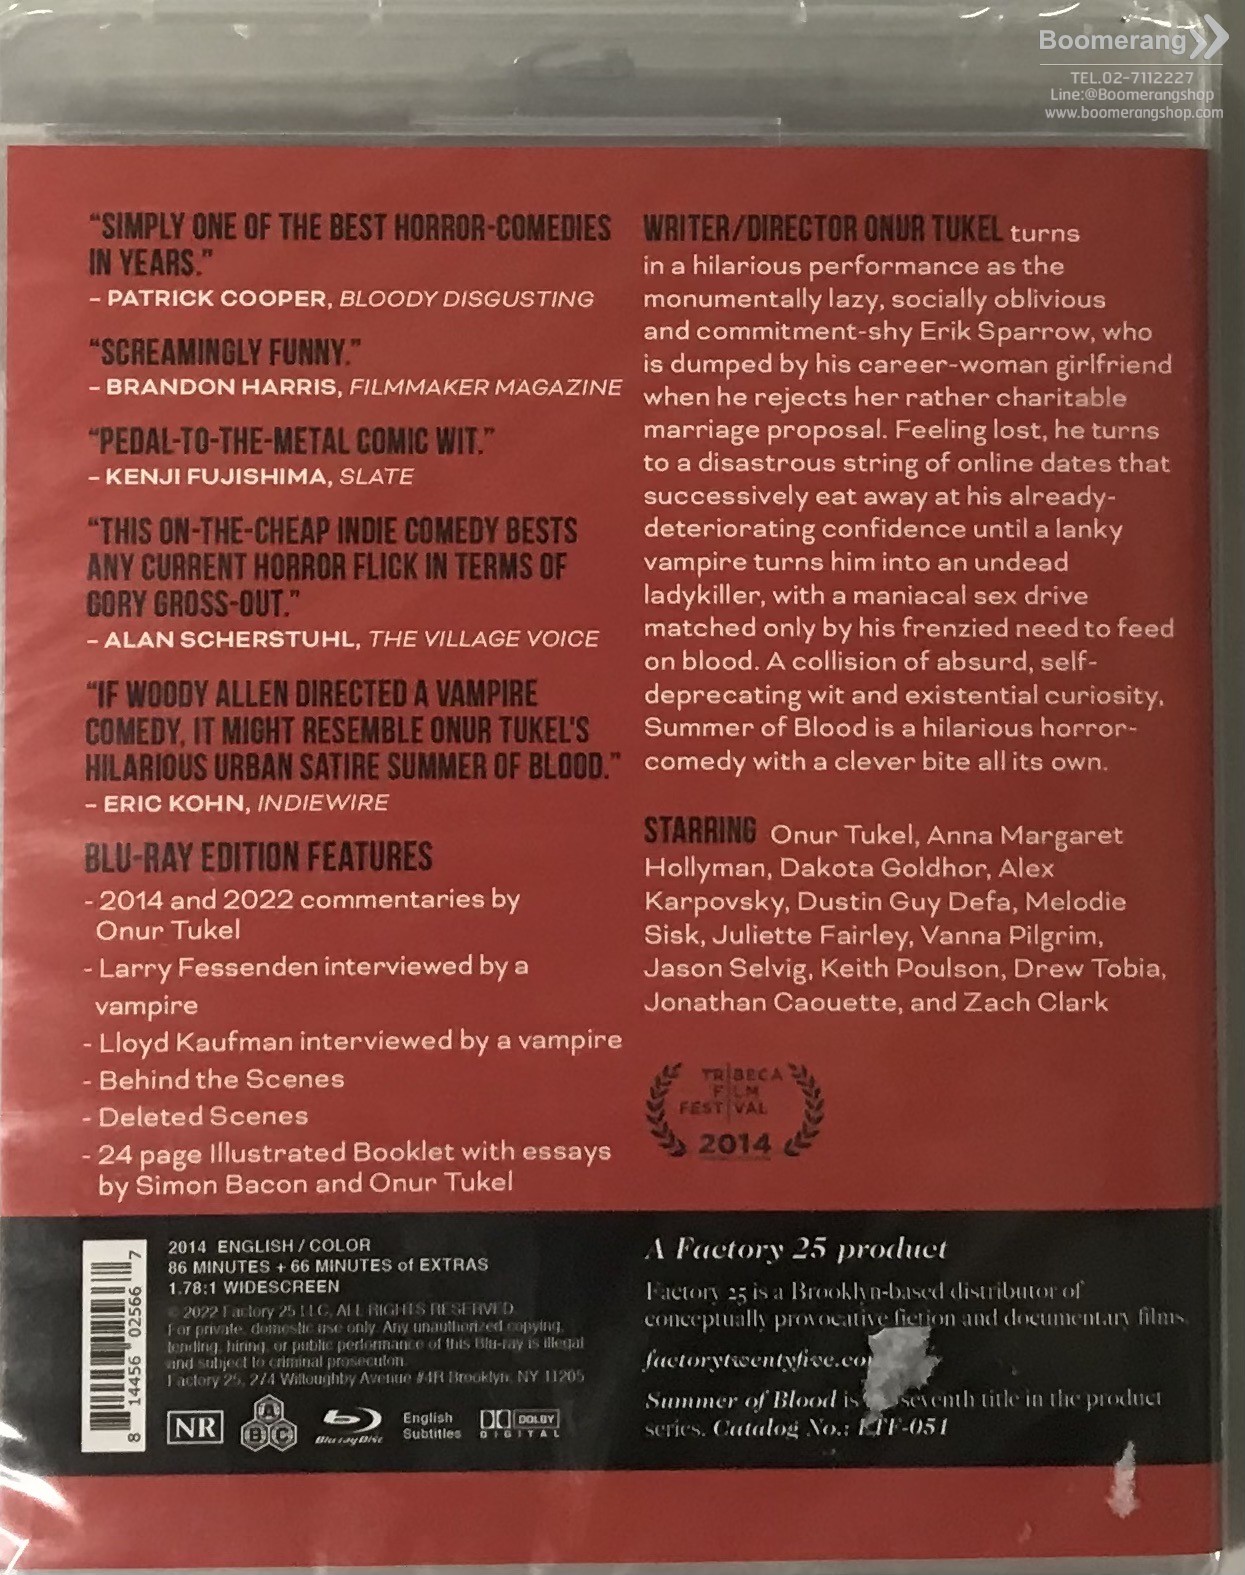 Boomerang
TEL.02-7112227
Line:@Boomerangshop
www.boomerangshop.com
“SIMPLY ONE OF THE BEST HORROR-COMEDIES
IN YEARS.”
– PATRICK COOPER, BLOODY DISGUSTING
“SCREAMINGLY FUNNY.”
– BRANDON HARRIS, FILMMAKER MAGAZINE
“PEDAL-TO-THE-METAL COMIC WIT.”
– KENJI FUJISHIMA, SLATE
“THIS ON-THE-CHEAP INDIE COMEDY BESTS
ANY CURRENT HORROR FLICK IN TERMS OF
GORY GROSS-OUT.”
– ALAN SCHERSTUHL, THE VILLAGE VOICE
“IF WOODY ALLEN DIRECTED A VAMPIRE
COMEDY, IT MIGHT RESEMBLE ONUR TUKEL'S
HILARIOUS URBAN SATIRE SUMMER OF BLOOD.”
– ERIC KOHN, INDIEWIRE
BLU-RAY EDITION FEATURES
- 2014 and 2022 commentaries by
Onur Tukel
- Larry Fessenden interviewed by a
vampire
- Lloyd Kaufman interviewed by a vampire
- Behind the Scenes
- Deleted Scenes
- 24 page Illustrated Booklet with essays
by Simon Bacon and Onur Tukel
WRITER/DIRECTOR ONUR TUKEL turns
in a hilarious performance as the
monumentally lazy, socially oblivious
and commitment-shy Erik Sparrow, who
is dumped by his career-woman girlfriend
when he rejects her rather charitable
marriage proposal. Feeling lost, he turns
to a disastrous string of online dates that
successively eat away at his already-
deteriorating confidence until a lanky
vampire turns him into an undead
ladykiller, with a maniacal sex drive
matched only by his frenzied need to feed
on blood. A collision of absurd, self-
deprecating wit and existential curiosity,
Summer of Blood is a hilarious horror-
comedy with a clever bite all its own.
STARRING Onur Tukel, Anna Margaret
Hollyman, Dakota Goldhor, Alex
Karpovsky, Dustin Guy Defa, Melodie
Sisk, Juliette Fairley, Vanna Pilgrim,
Jason Selvig, Keith Poulson, Drew Tobia,
Jonathan Caouette, and Zach Clark
TRIBECA
FILM
FESTIVAL
2014
8 14456 02566 7
2014 ENGLISH / COLOR
86 MINUTES + 66 MINUTES of EXTRAS
1.78:1 WIDESCREEN
© 2022 Factory 25 LLC, ALL RIGHTS RESERVED.
For private, domestic use only. Any unauthorized copying,
lending, hiring, or public performance of this Blu-ray is illegal
and subject to criminal prosecuton.
Factory 25, 274 Willoughby Avenue #4R Brooklyn, NY 11205
NR
A
B C
Blu-ray Disc
English
Subtitles
DOLBY
DIGITAL
A Factory 25 product
Factory 25 is a Brooklyn-based distributor of
conceptually provocative fiction and documentary films.
factorytwentyfive.co
Summer of Blood is seventh title in the product
series. Catalog No.: -051